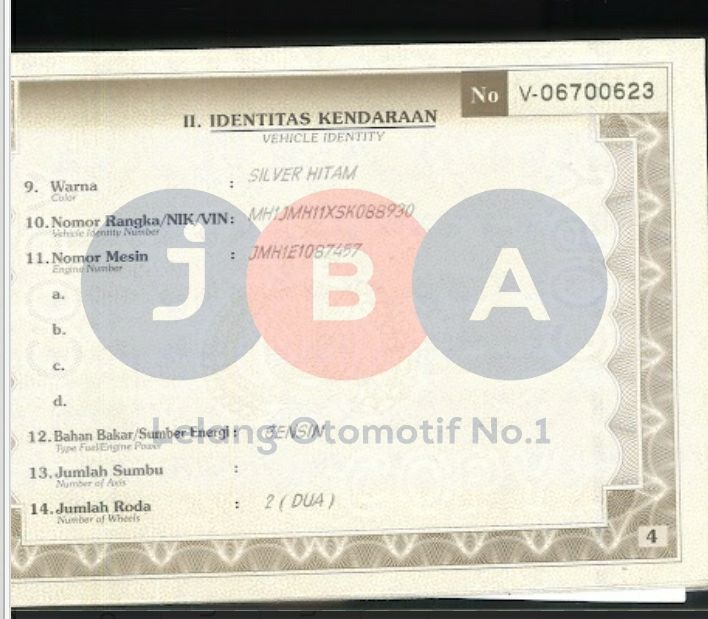 No V-06700623
II. IDENTITAS KENDARAAN
VEHICLE IDENTITY
9. Warna : SILVER HITAM
Color
10. Nomor Rangka/NIK/VIN : MH1JMH11XSK088930
Vehicle Identity Number
11. Nomor Mesin : JMH1E1087457
Engine Number
a.
b.
c.
d.
jBA
Lelang Otomotif No.1
12. Bahan Bakar/Sumber Energi : BENSIN
Type Fuel/Engine Power
13. Jumlah Sumbu :
Number of Axis
14. Jumlah Roda : 2 ( DUA )
Number of Wheels
4